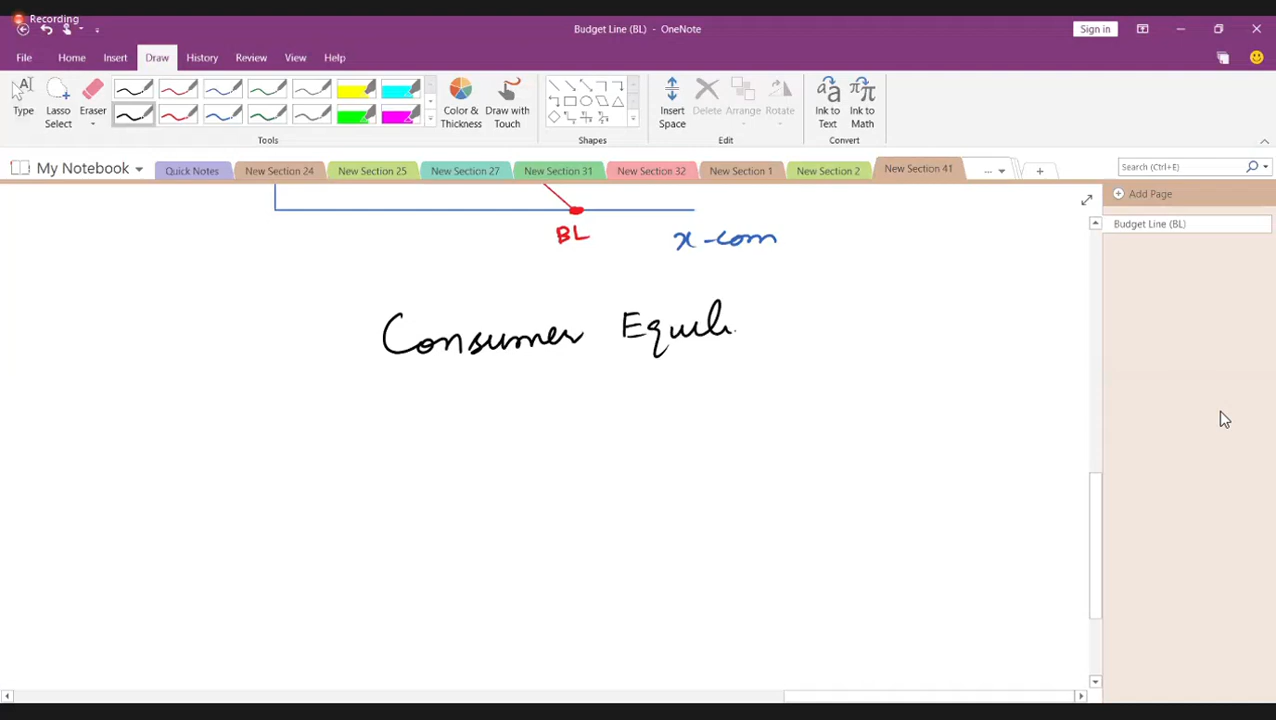 Recording
Budget Line (BL) - OneNote
Sign in
File Home Insert Draw History Review View Help
Type
Lasso Select
Eraser
Color & Thickness
Draw with Touch
Insert Space
Delete
Arrange
Rotate
Ink to Text
Ink to Math
Tools Shapes Edit Convert
My Notebook
Quick Notes
New Section 24
New Section 25
New Section 27
New Section 31
New Section 32
New Section 1
New Section 2
New Section 41
...
Search (Ctrl+E)
Add Page
Budget Line (BL)
BL
x-com
Consumer Equili